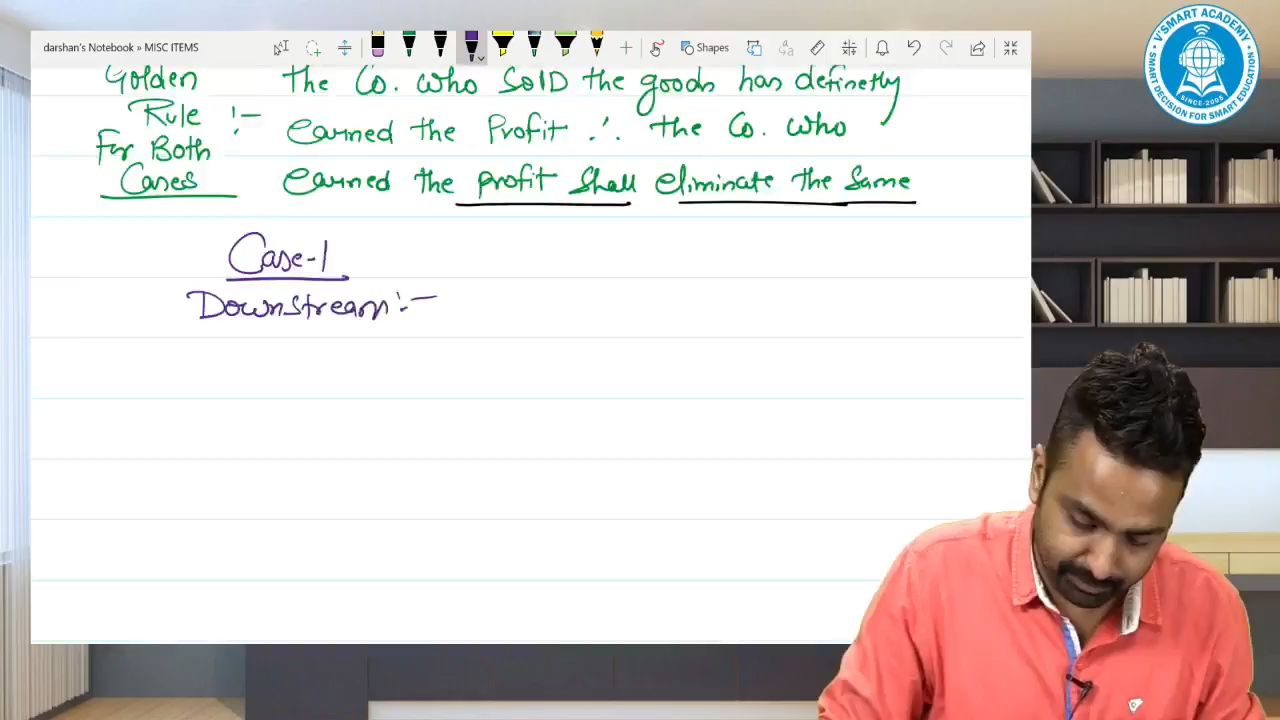 darshan's Notebook » MISC ITEMS
Shapes
Golden Rule :- For Both Cases
The Co. who Sold the goods has definetly
earned the Profit ∴ the Co. who
earned the profit Shall eliminate the Same
Case-1
Downstream :-
V'SMART ACADEMY
SINCE-2005
SMART DECISION FOR SMART EDUCATION